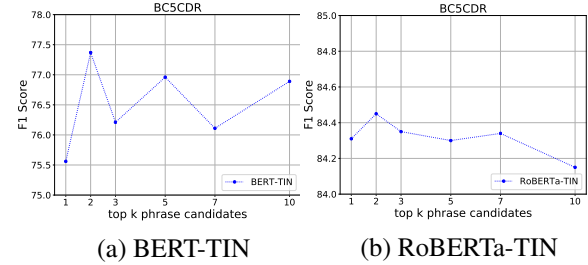 BC5CDR
78.0
77.5
77.0
76.5
76.0
75.5
75.0
F1 Score
1 2 3 5 7 10
top k phrase candidates
BERT-TIN
(a) BERT-TIN
BC5CDR
85.0
84.8
84.6
84.4
84.2
84.0
F1 Score
1 2 3 5 7 10
top k phrase candidates
RoBERTa-TIN
(b) RoBERTa-TIN